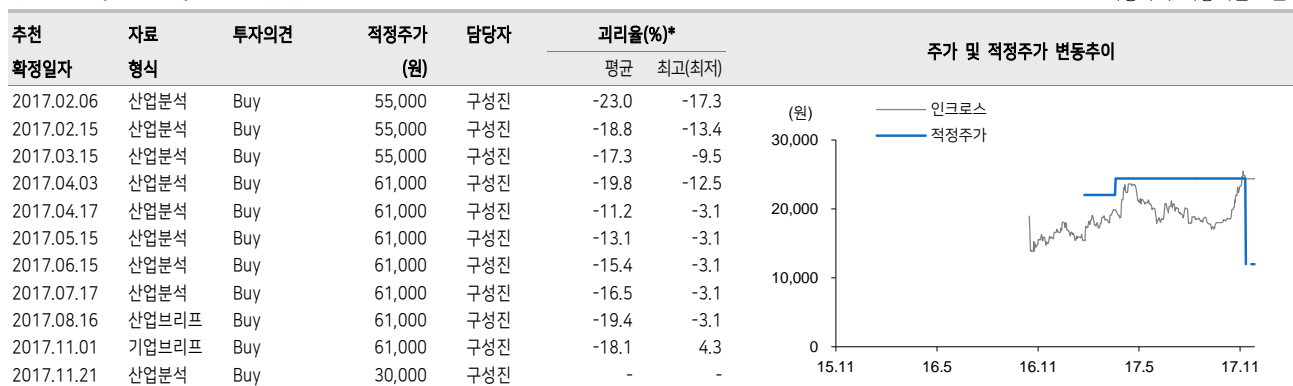 추천 자료 투자의견 적정주가 담당자 괴리율(%)* 주가 및 적정주가 변동추이
확정일자 형식 (원) 평균 최고(최저)
2017.02.06 산업분석 Buy 55,000 구성진 -23.0 -17.3
2017.02.15 산업분석 Buy 55,000 구성진 -18.8 -13.4
2017.03.15 산업분석 Buy 55,000 구성진 -17.3 -9.5
2017.04.03 산업분석 Buy 61,000 구성진 -19.8 -12.5
2017.04.17 산업분석 Buy 61,000 구성진 -11.2 -3.1
2017.05.15 산업분석 Buy 61,000 구성진 -13.1 -3.1
2017.06.15 산업분석 Buy 61,000 구성진 -15.4 -3.1
2017.07.17 산업분석 Buy 61,000 구성진 -16.5 -3.1
2017.08.16 산업브리프 Buy 61,000 구성진 -19.4 -3.1
2017.11.01 기업브리프 Buy 61,000 구성진 -18.1 4.3
2017.11.21 산업분석 Buy 30,000 구성진 - -
(원)
인크로스
적정주가
30,000
20,000
10,000
0
15.11 16.5 16.11 17.5 17.11